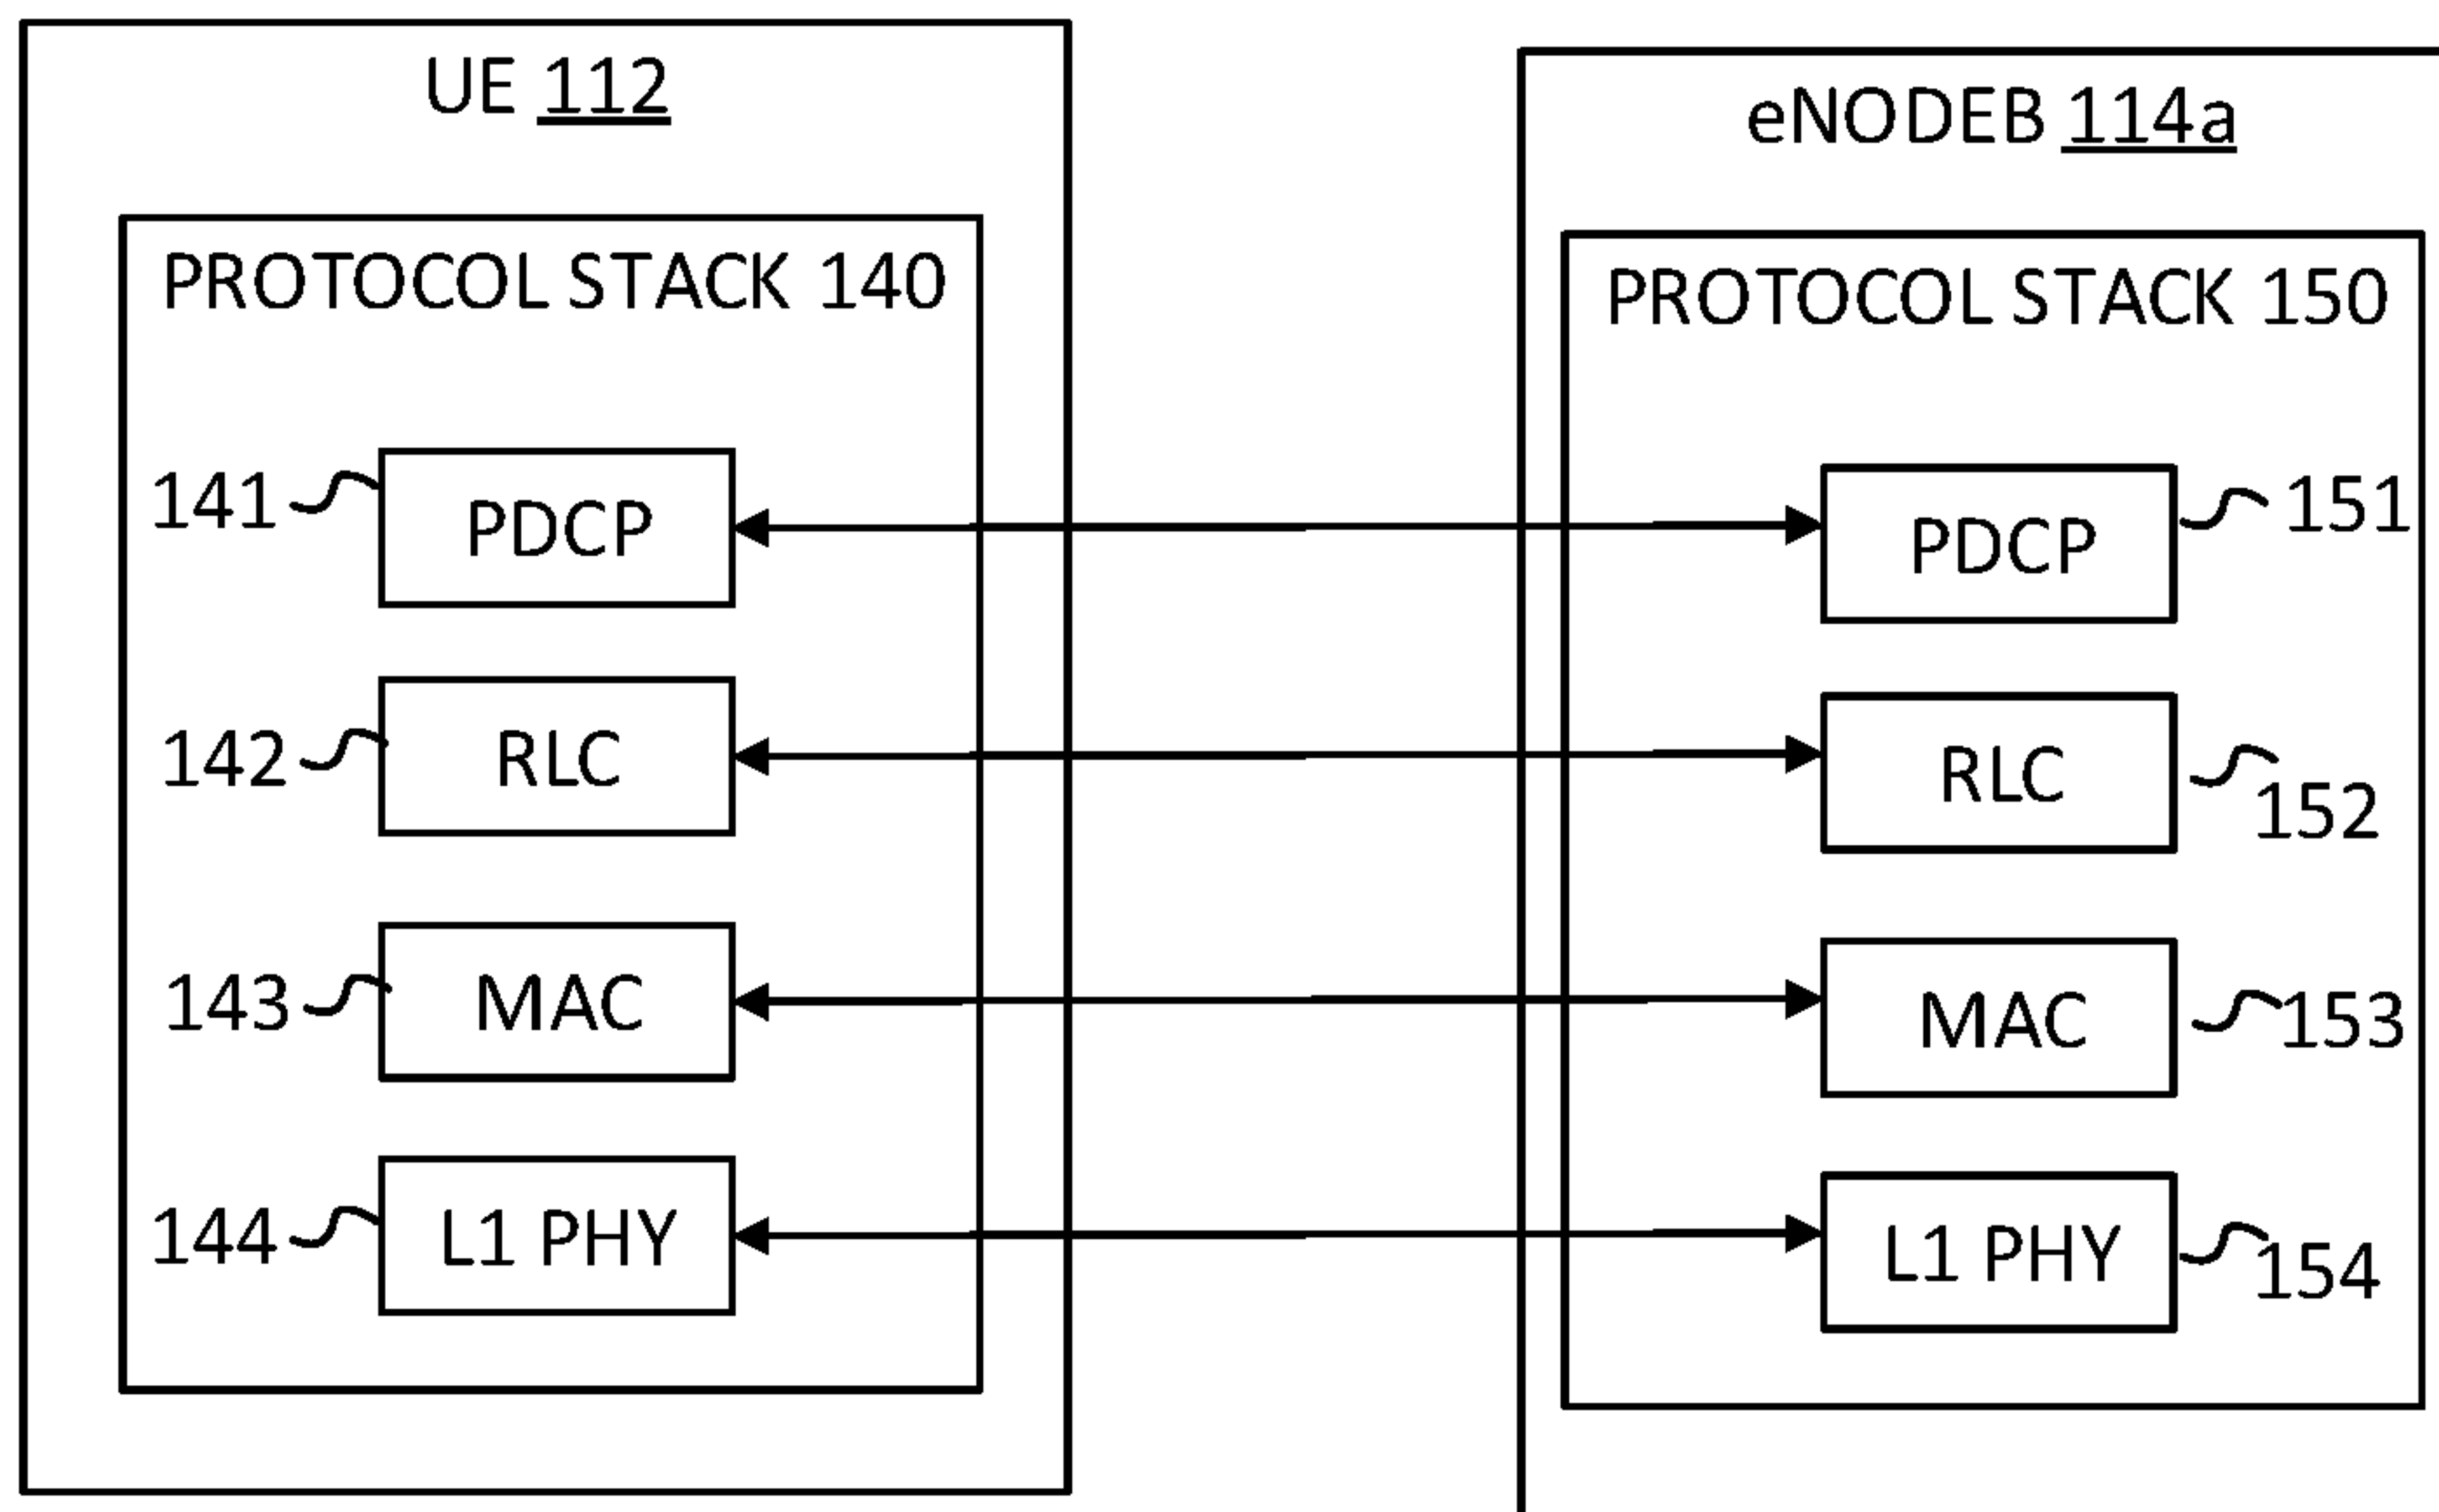 UE 112
PROTOCOL STACK 140
141
PDCP
142
RLC
143
MAC
144
L1 PHY
eNODEB 114a
PROTOCOL STACK 150
PDCP
151
RLC
152
MAC
153
L1 PHY
154